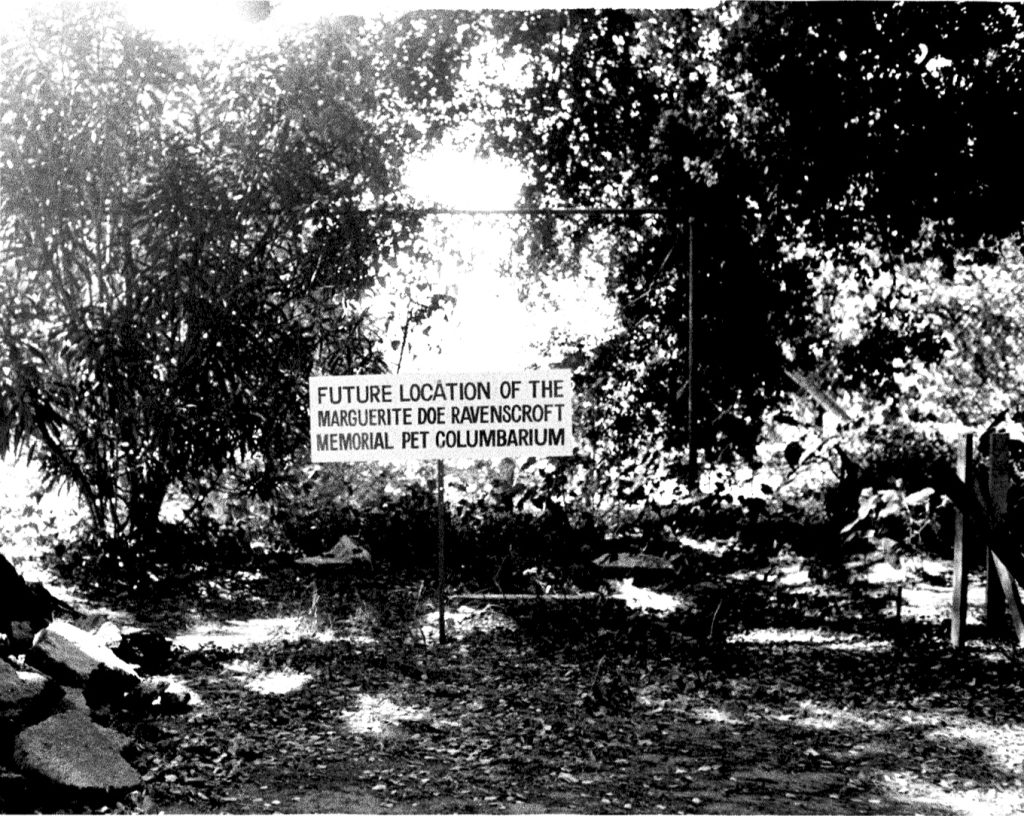 FUTURE LOCATION OF THE
MARGUERITE DOE RAVENSCROFT
MEMORIAL PET COLUMBARIUM